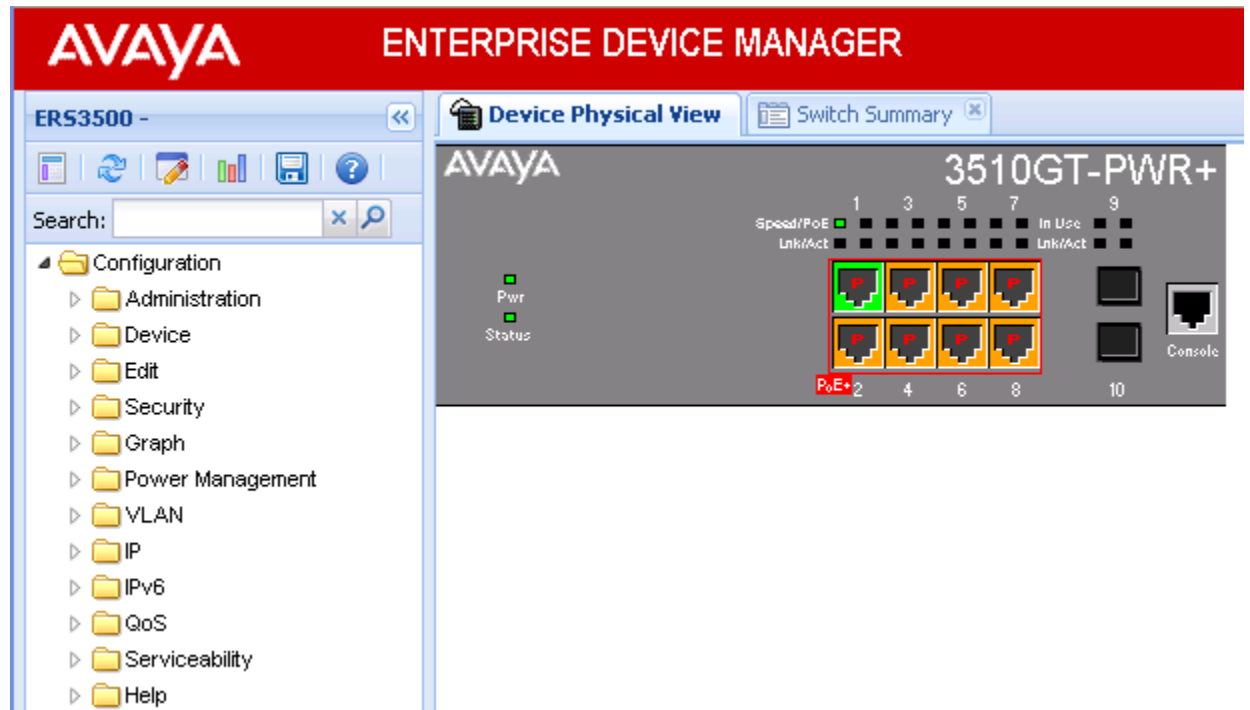 AVAYA ENTERPRISE DEVICE MANAGER
ERS3500 -
Device Physical View
Switch Summary
Search:
Configuration
Administration
Device
Edit
Security
Graph
Power Management
VLAN
IP
IPv6
QoS
Serviceability
Help
AVAYA 3510GT-PWR+
1 3 5 7 9
Speed/PoE In Use
Lnk/Act Lnk/Act
Pwr
Status
P P P P
P P P P
Console
PoE+ 2 4 6 8 10